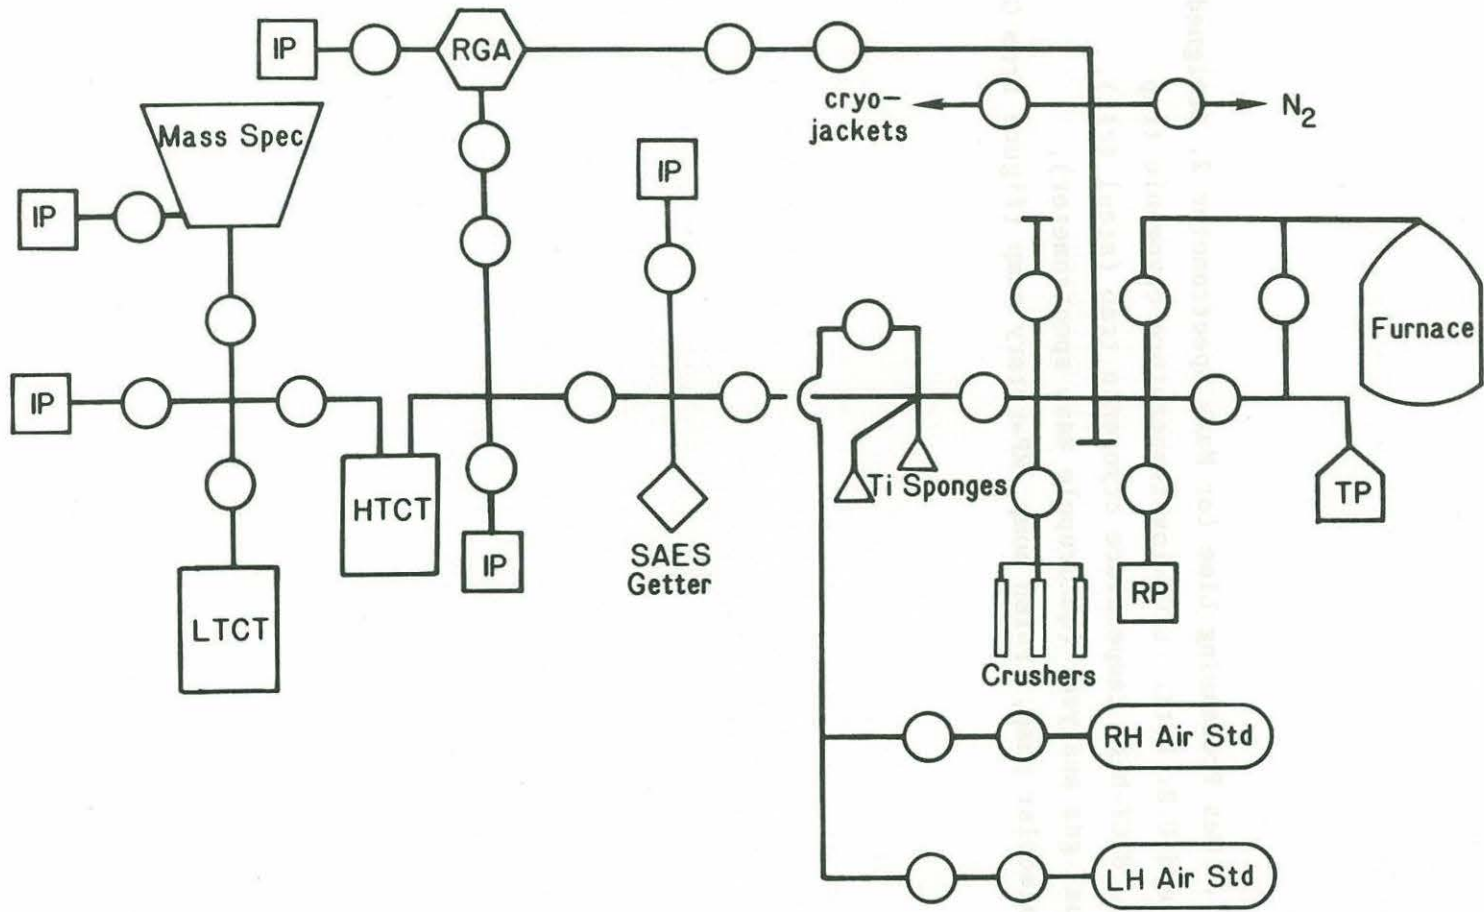 IP
RGA
cryo-
jackets
N2
Mass Spec
IP
IP
Furnace
IP
HTCT
Ti Sponges
TP
SAES
Getter
IP
RP
LTCT
Crushers
RH Air Std
LH Air Std